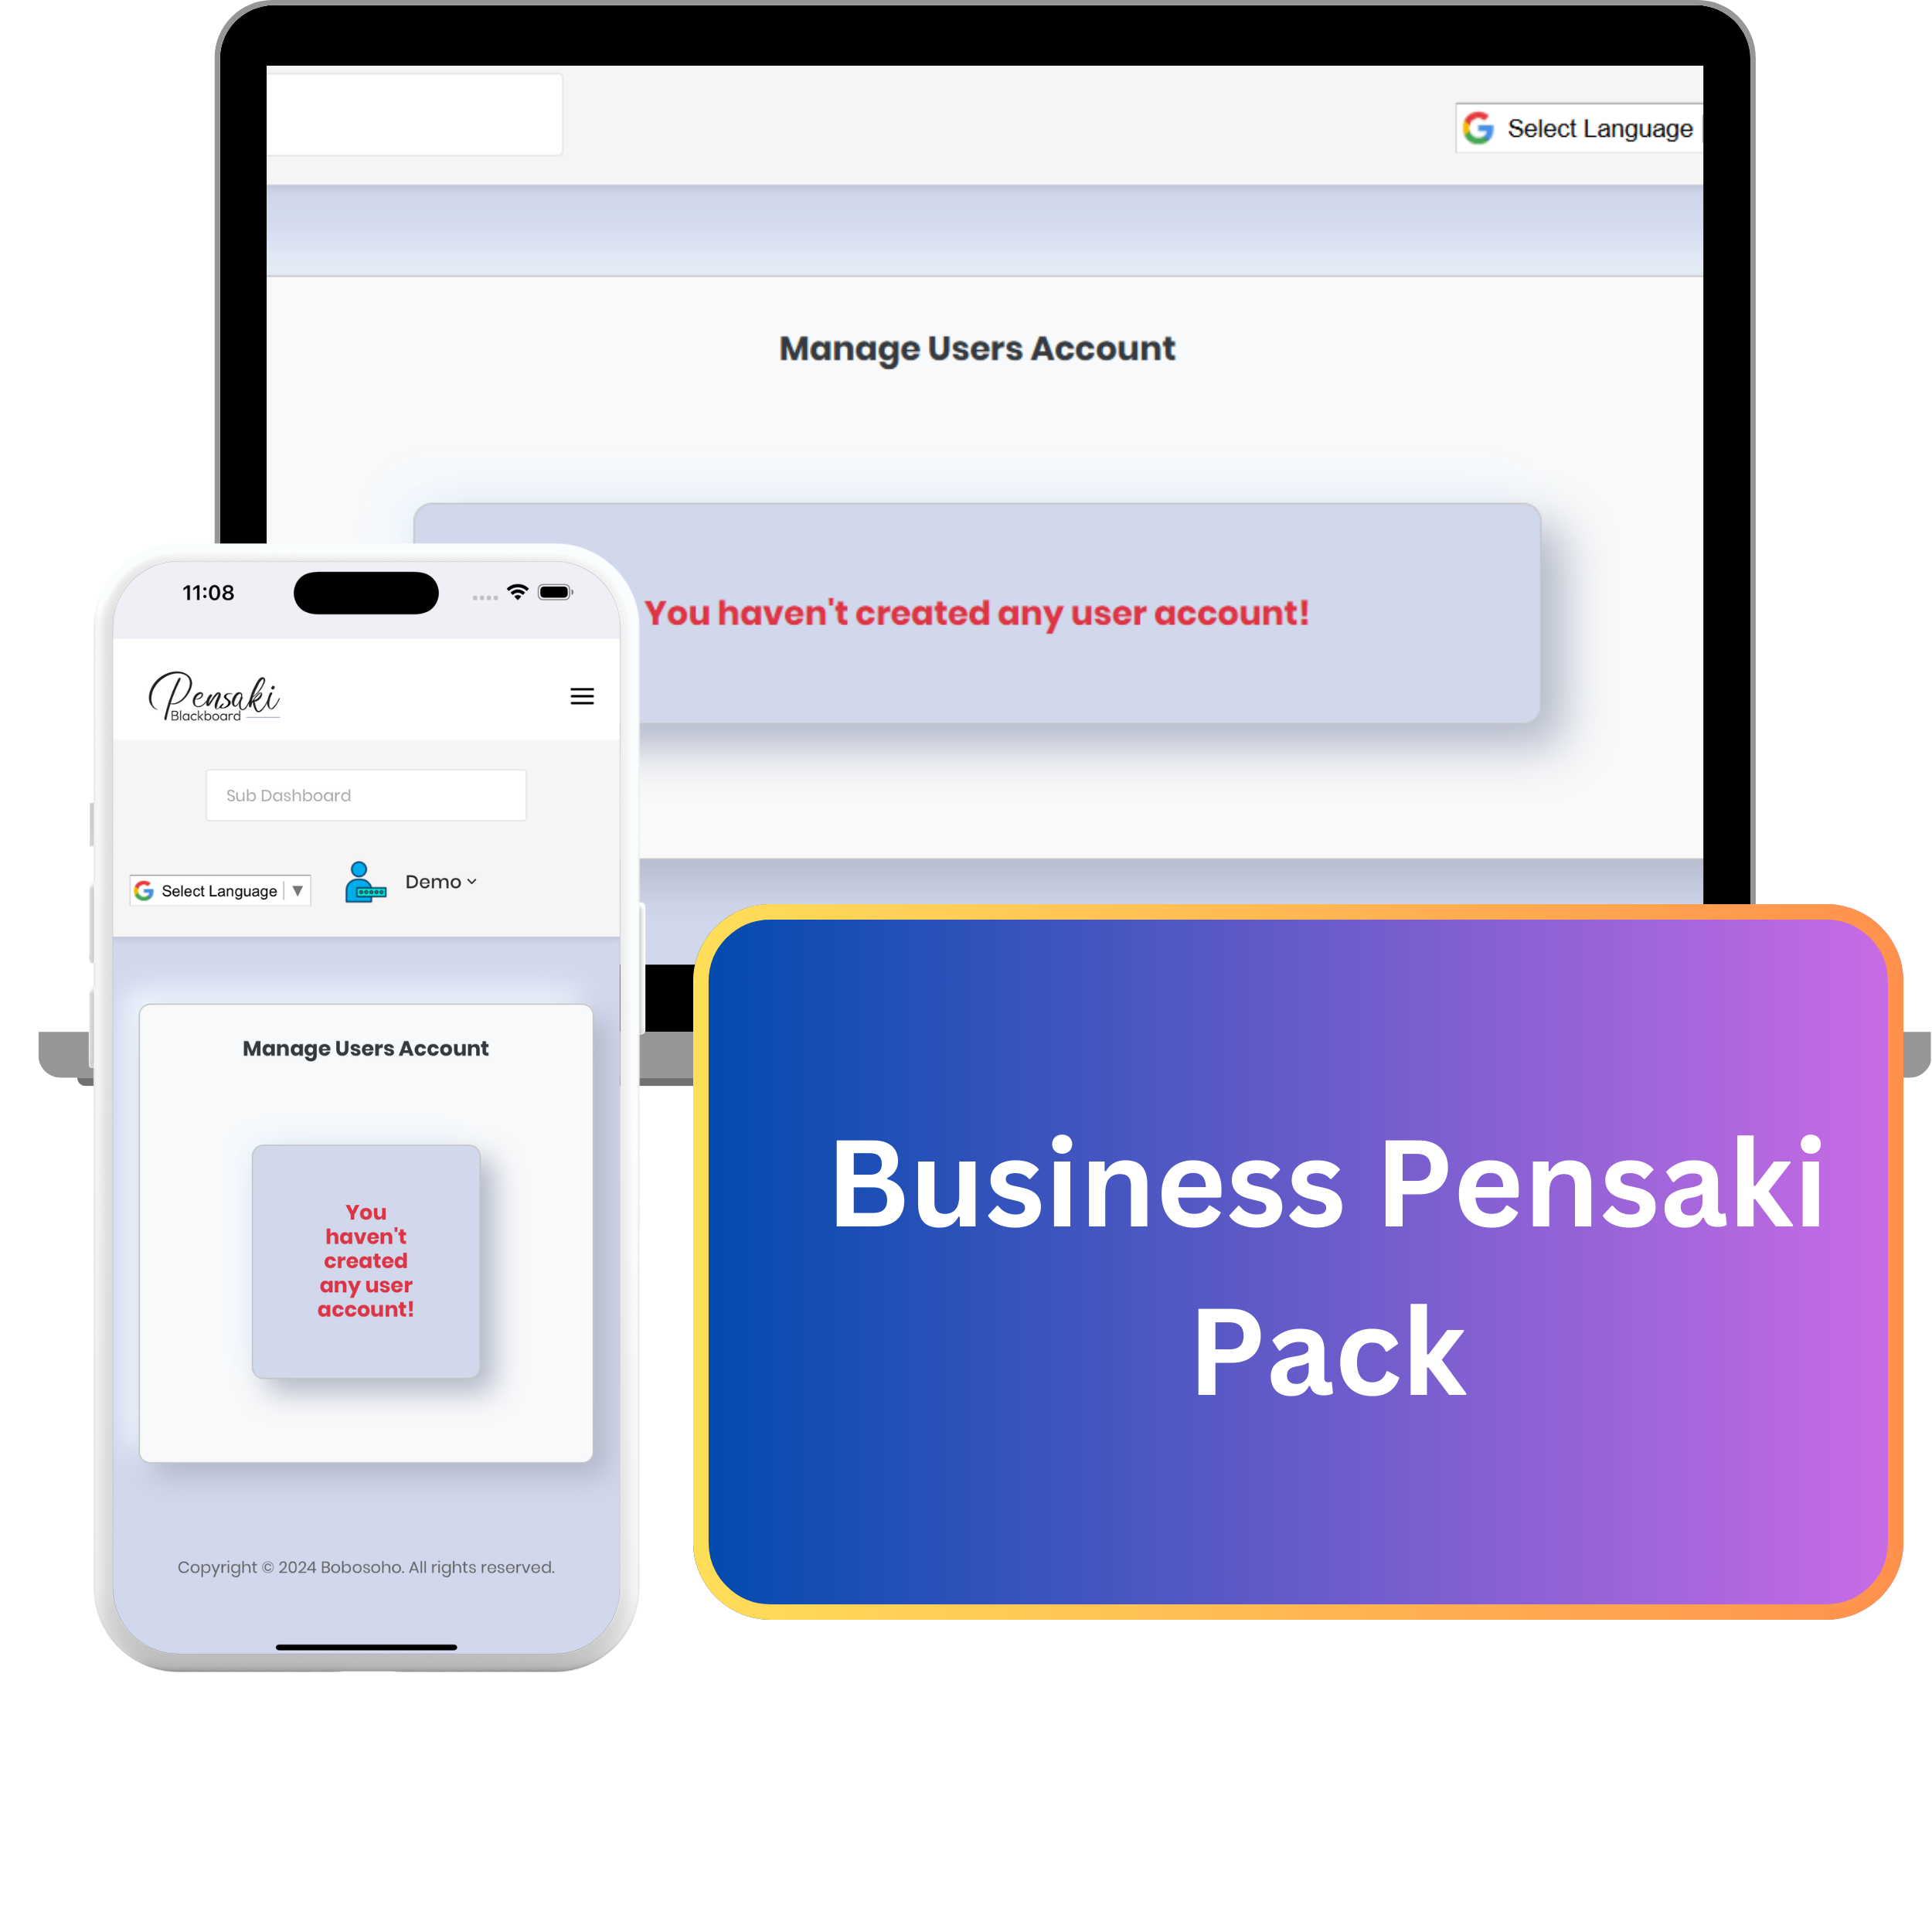 Select Language
Manage Users Account
You haven't created any user account!
11:08
Pensaki
Blackboard
Sub Dashboard
Select Language ▼
Demo
Manage Users Account
You
haven't
created
any user
account!
Copyright © 2024 Bobosoho. All rights reserved.
Business Pensaki
Pack